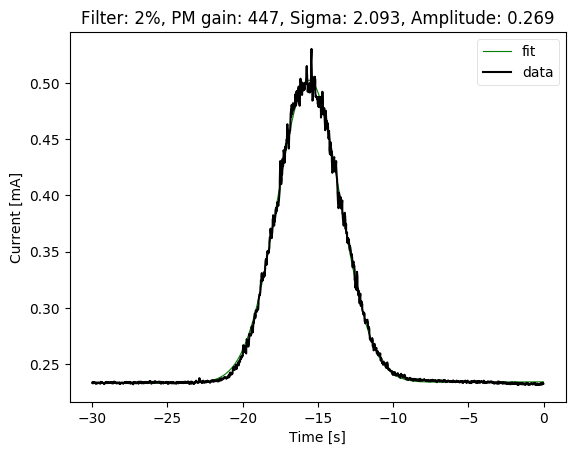 Filter: 2%, PM gain: 447, Sigma: 2.093, Amplitude: 0.269
fit
data
0.50
0.45
0.40
0.35
0.30
0.25
Current [mA]
−30
−25
−20
−15
−10
−5
0
Time [s]